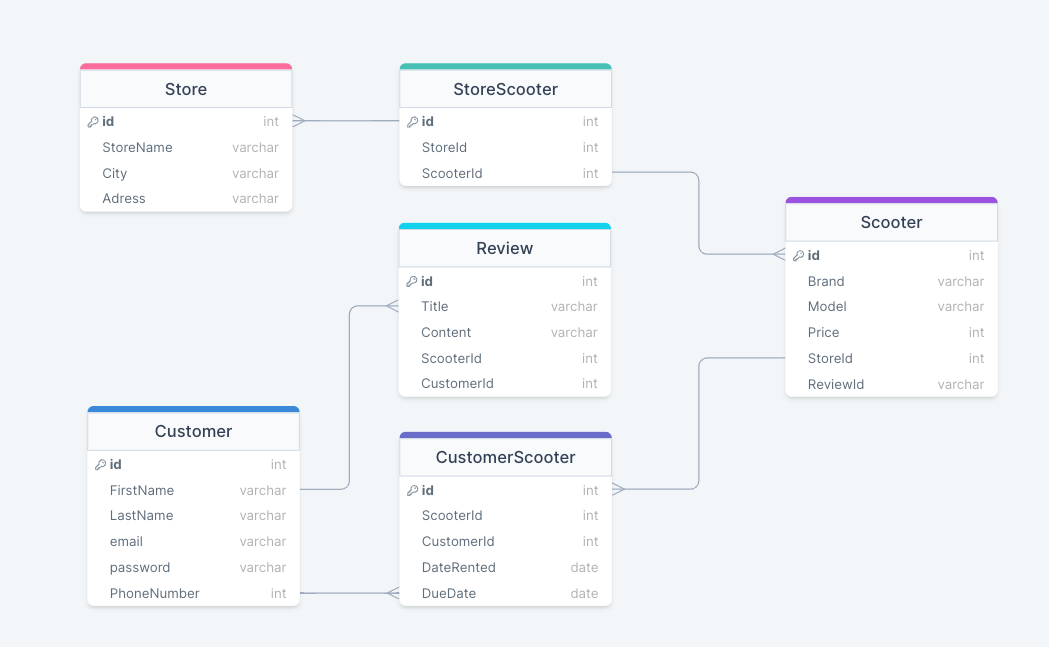 Store
id int
StoreName varchar
City varchar
Adress varchar
StoreScooter
id int
StoreId int
ScooterId int
Review
id int
Title varchar
Content varchar
ScooterId int
CustomerId int
Scooter
id int
Brand varchar
Model varchar
Price int
StoreId int
ReviewId varchar
Customer
id int
FirstName varchar
LastName varchar
email varchar
password varchar
PhoneNumber int
CustomerScooter
id int
ScooterId int
CustomerId int
DateRented date
DueDate date